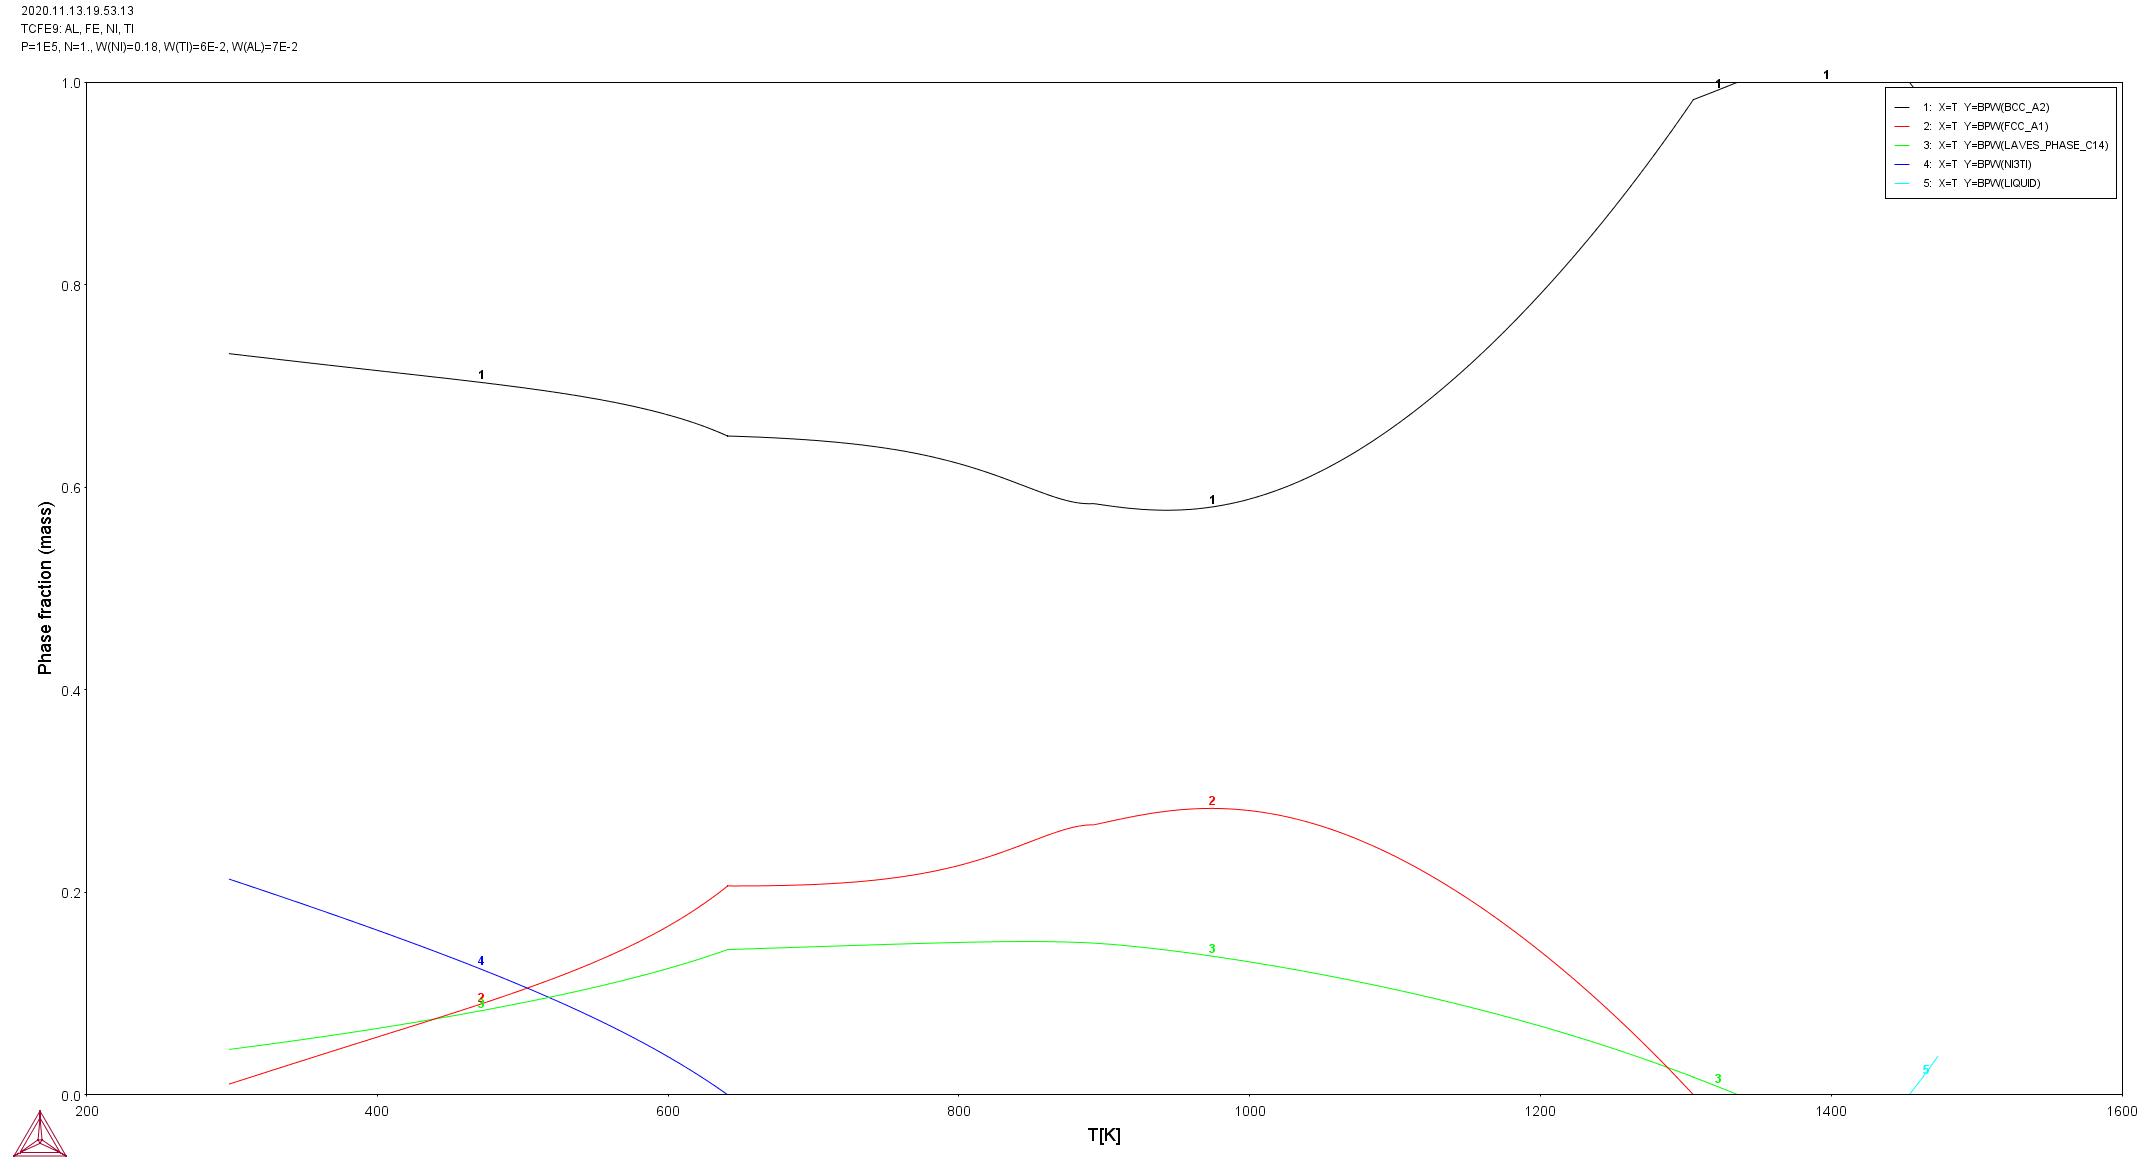 2020.11.13.19.53.13
TCFE9: AL, FE, NI, TI
P=1E5, N=1., W(NI)=0.18, W(TI)=6E-2, W(AL)=7E-2
1.0
0.8
0.6
0.4
0.2
0.0
Phase fraction (mass)
1
1
1
1
1: X=T Y=BPW(BCC_A2)
2: X=T Y=BPW(FCC_A1)
3: X=T Y=BPW(LAVES_PHASE_C14)
4: X=T Y=BPW(NI3TI)
5: X=T Y=BPW(LIQUID)
2
4
2
3
3
3
5
200 400 600 800 1000 1200 1400 1600
T[K]